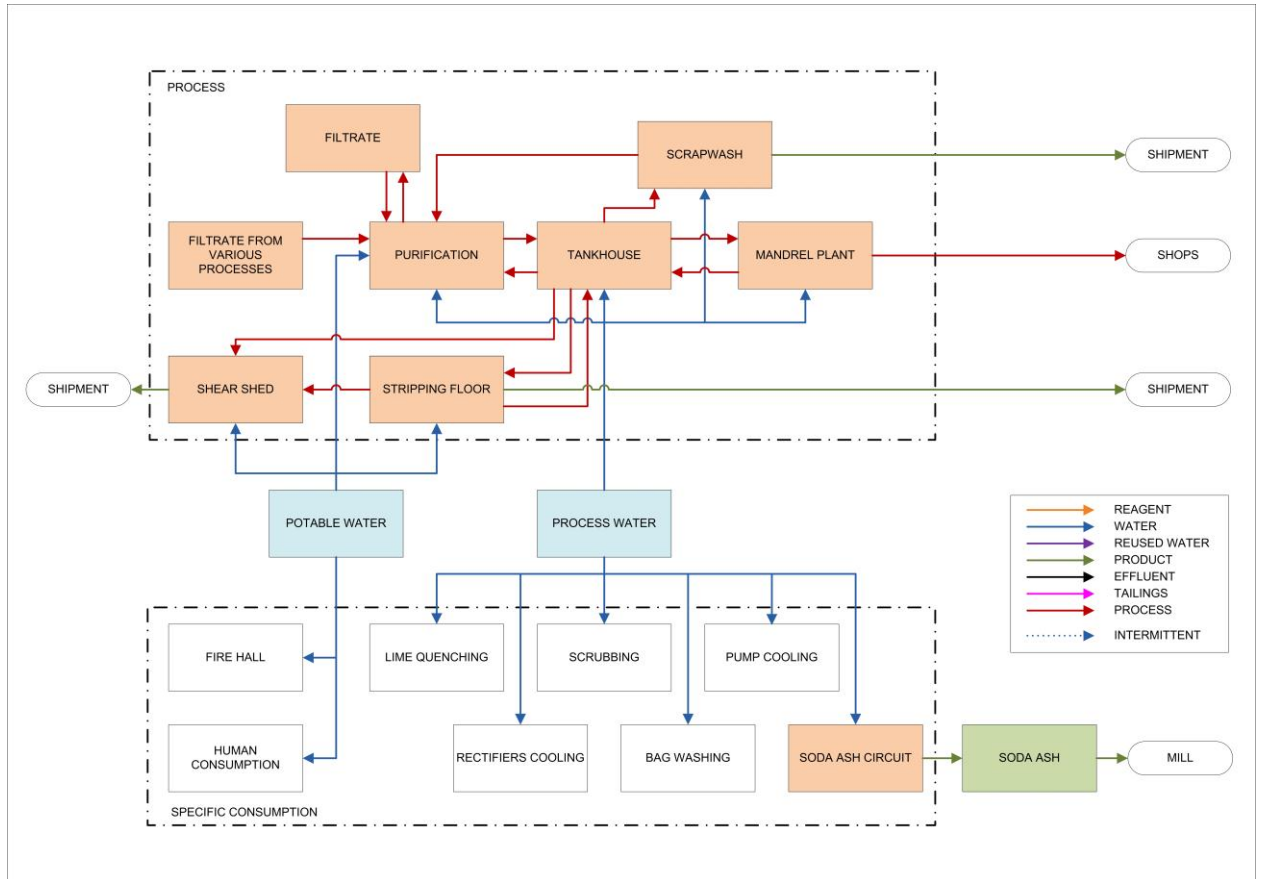 PROCESS
FILTRATE
SCRAPWASH
SHIPMENT
FILTRATE FROM
VARIOUS
PROCESSES
PURIFICATION
TANKHOUSE
MANDREL PLANT
SHOPS
SHIPMENT
SHEAR SHED
STRIPPING FLOOR
SHIPMENT
POTABLE WATER
PROCESS WATER
REAGENT
WATER
REUSED WATER
PRODUCT
EFFLUENT
TAILINGS
PROCESS
INTERMITTENT
FIRE HALL
LIME QUENCHING
SCRUBBING
PUMP COOLING
HUMAN
CONSUMPTION
RECTIFIERS COOLING
BAG WASHING
SODA ASH CIRCUIT
SODA ASH
MILL
SPECIFIC CONSUMPTION